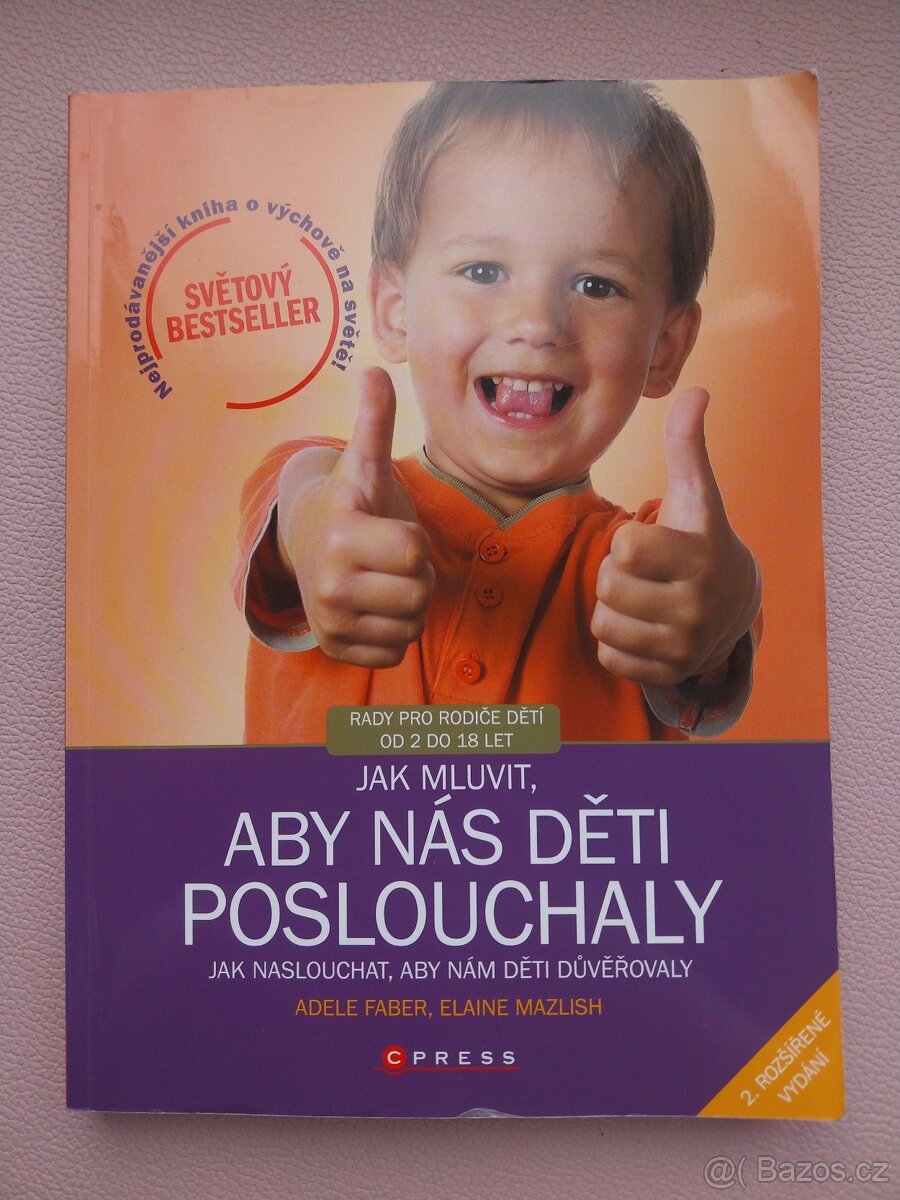 Nejprodávanější kniha o výchově na světě!
SVĚTOVÝ
BESTSELLER
RADY PRO RODIČE DĚTÍ
OD 2 DO 18 LET
JAK MLUVIT,
ABY NÁS DĚTI
POSLOUCHALY
JAK NASLOUCHAT, ABY NÁM DĚTI DŮVĚŘOVALY
ADELE FABER, ELAINE MAZLISH
CPRESS
2. ROZŠÍŘENÉ
VYDÁNÍ
@( Bazos.cz